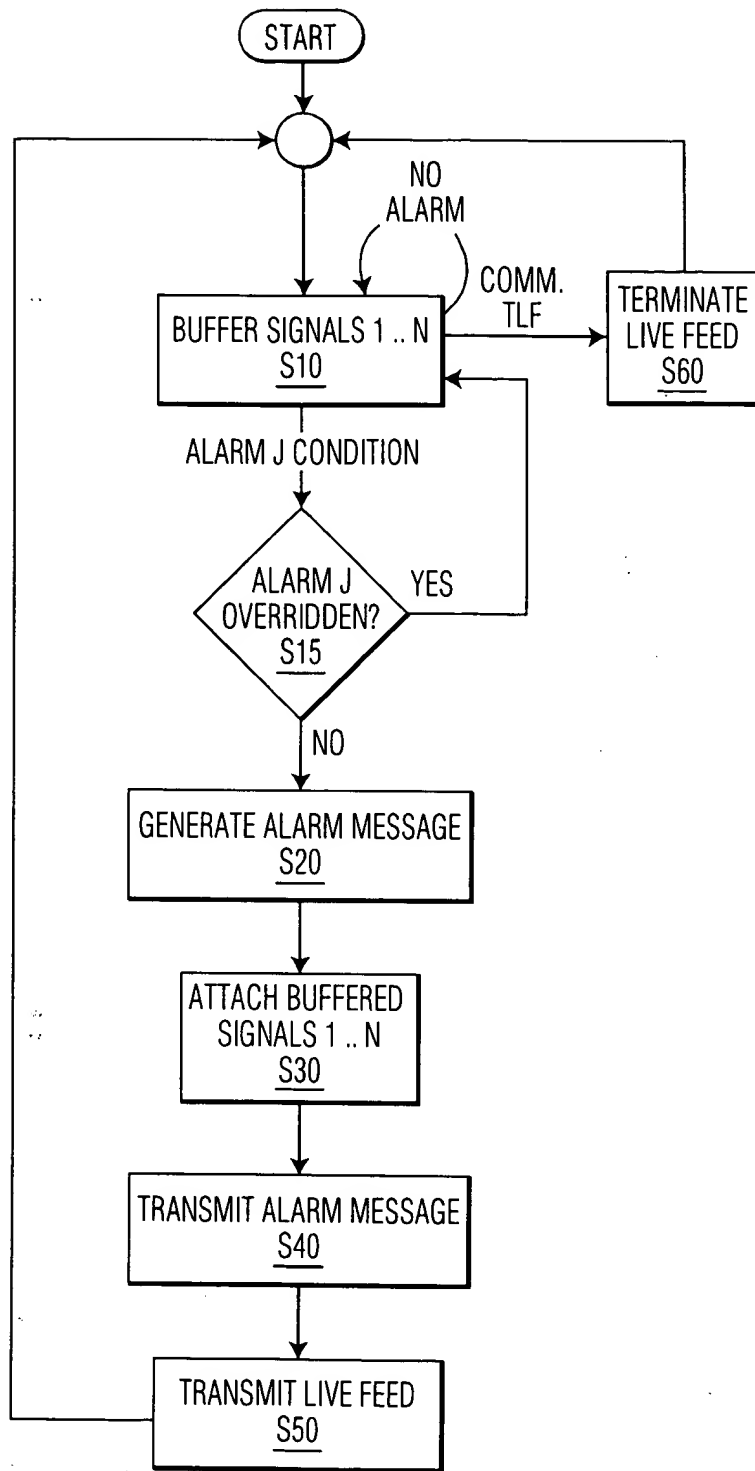 START
NO
ALARM
COMM.
TLF
TERMINATE
LIVE FEED
S60
BUFFER SIGNALS 1 .. N
S10
ALARM J CONDITION
ALARM J
OVERRIDDEN?
S15
YES
NO
GENERATE ALARM MESSAGE
S20
ATTACH BUFFERED
SIGNALS 1 .. N
S30
TRANSMIT ALARM MESSAGE
S40
TRANSMIT LIVE FEED
S50